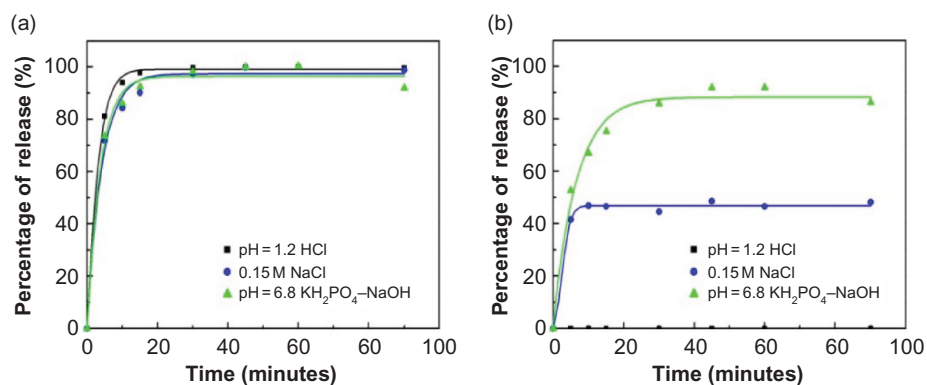 (a)
Percentage of release (%)
100
80
60
40
20
0
pH = 1.2 HCl
0.15 M NaCl
pH = 6.8 KH₂PO₄–NaOH
0 20 40 60 80 100
Time (minutes)
(b)
Percentage of release (%)
100
80
60
40
20
0
pH = 1.2 HCl
0.15 M NaCl
pH = 6.8 KH₂PO₄–NaOH
0 20 40 60 80 100
Time (minutes)